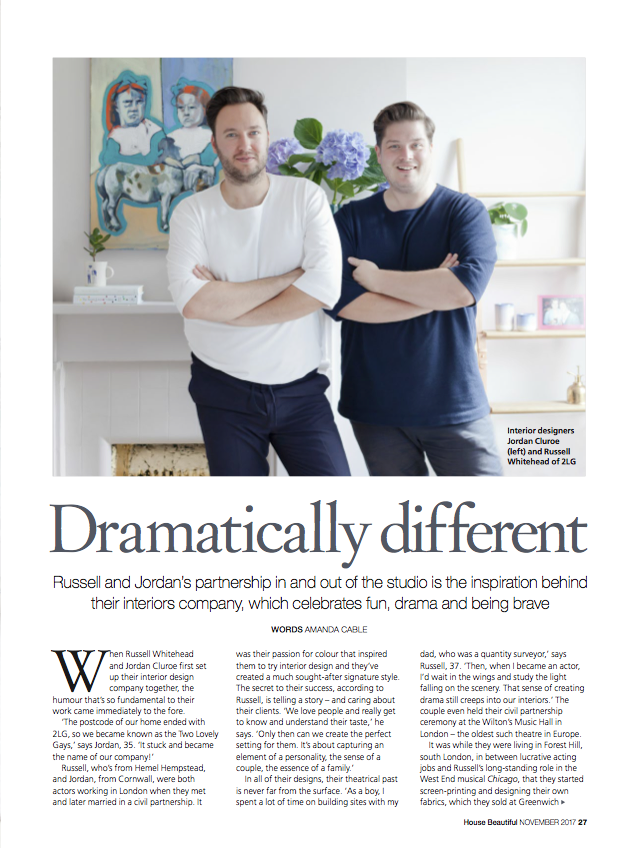 Interior designers
Jordan Cluroe
(left) and Russell
Whitehead of 2LG
Dramatically different
Russell and Jordan's partnership in and out of the studio is the inspiration behind
their interiors company, which celebrates fun, drama and being brave
WORDS AMANDA CABLE
When Russell Whitehead
and Jordan Cluroe first set
up their interior design
company together, the
humour that's so fundamental to their
work came immediately to the fore.
'The postcode of our home ended with
2LG, so we became known as the Two Lovely
Gays,' says Jordan, 35. 'It stuck and became
the name of our company!'
Russell, who's from Hemel Hempstead,
and Jordan, from Cornwall, were both
actors working in London when they met
and later married in a civil partnership. It
was their passion for colour that inspired
them to try interior design and they've
created a much sought-after signature style.
The secret to their success, according to
Russell, is telling a story – and caring about
their clients. 'We love people and really get
to know and understand their taste,' he
says. 'Only then can we create the perfect
setting for them. It's about capturing an
element of a personality, the sense of a
couple, the essence of a family.'
In all of their designs, their theatrical past
is never far from the surface. 'As a boy, I
spent a lot of time on building sites with my
dad, who was a quantity surveyor,' says
Russell, 37. 'Then, when I became an actor,
I'd wait in the wings and study the light
falling on the scenery. That sense of creating
drama still creeps into our interiors.' The
couple even held their civil partnership
ceremony at the Wilton's Music Hall in
London – the oldest such theatre in Europe.
It was while they were living in Forest Hill,
south London, in between lucrative acting
jobs and Russell's long-standing role in the
West End musical Chicago, that they started
screen-printing and designing their own
fabrics, which they sold at Greenwich ▶
House Beautiful NOVEMBER 2017 27